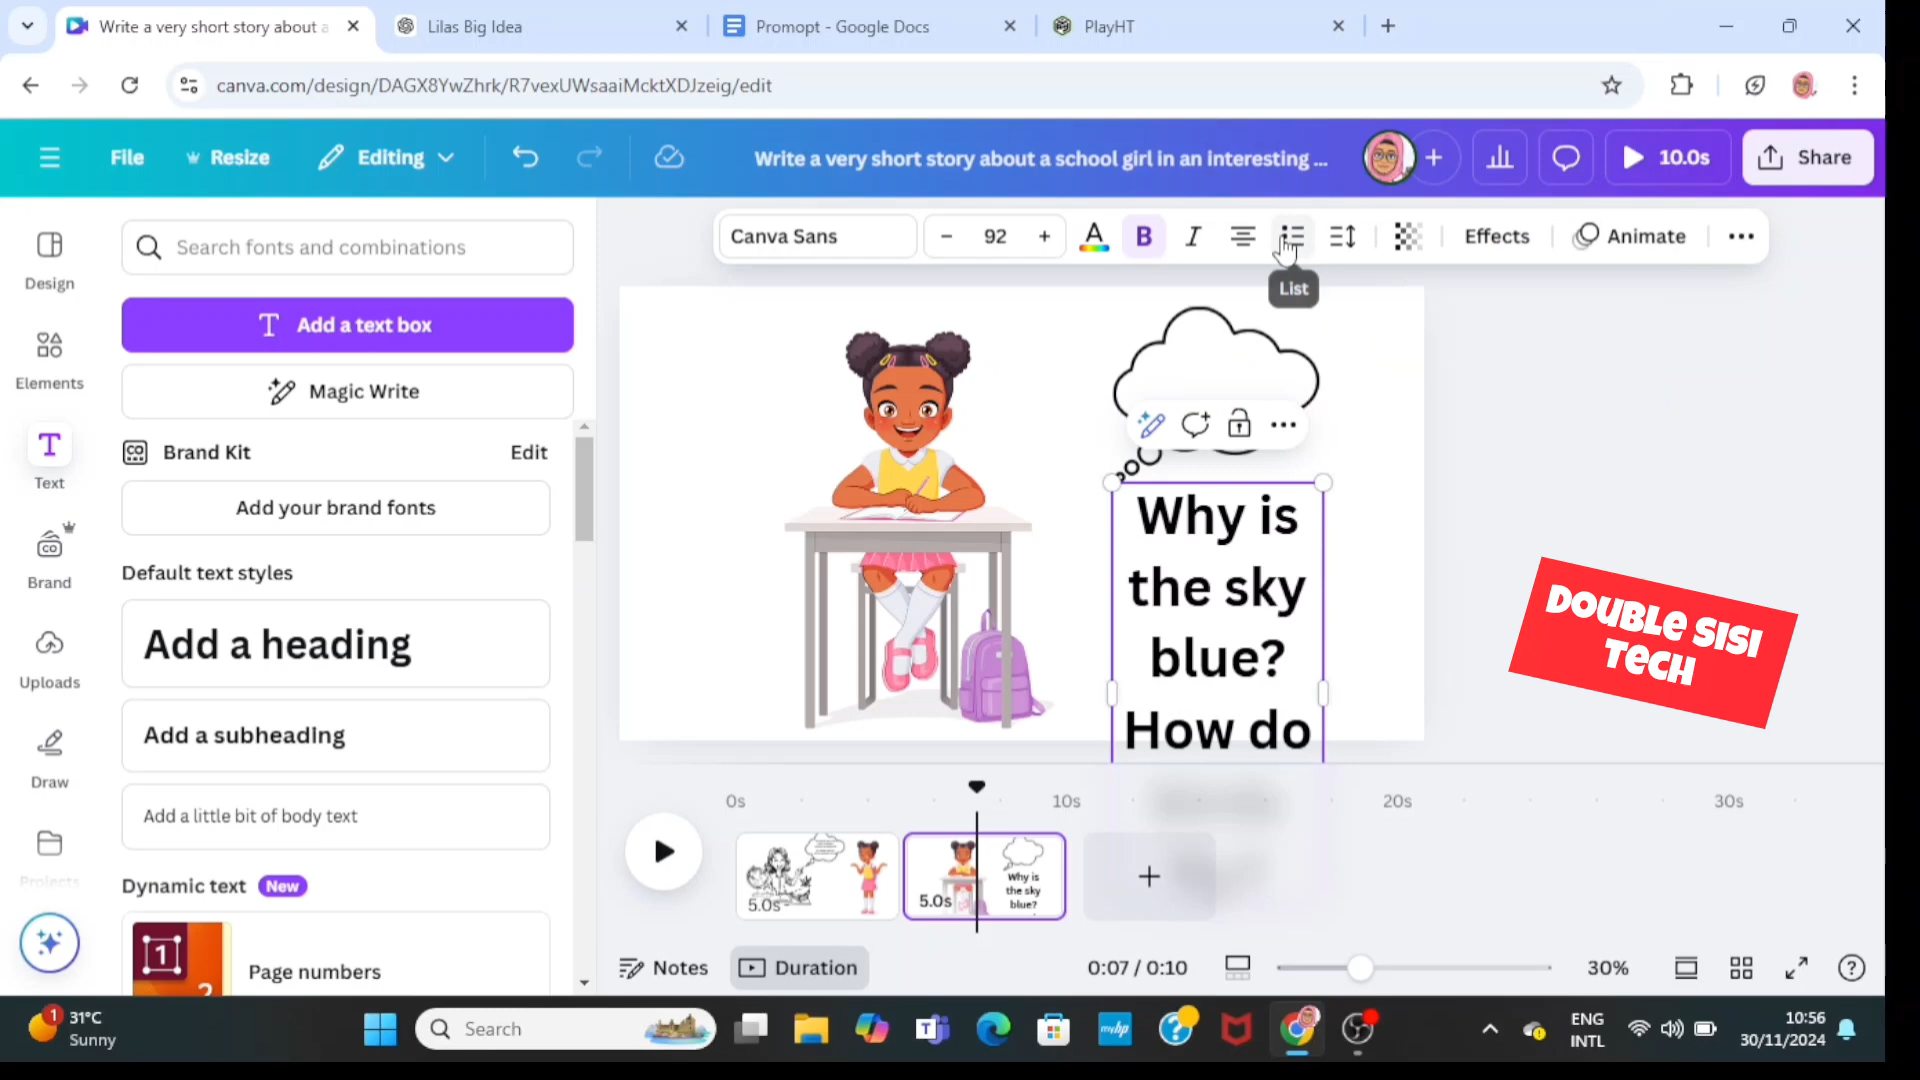 Write a very short story about a
Lilas Big Idea
Promopt - Google Docs
PlayHT
canva.com/design/DAGX8YwZhrk/R7vexUWsaaiMcktXDJzeig/edit
File
Resize
Editing
Write a very short story about a school girl in an interesting ...
10.0s
Share
Canva Sans
92
A
B
I
Effects
Animate
List
Search fonts and combinations
Add a text box
Magic Write
Brand Kit
Edit
Add your brand fonts
Default text styles
Add a heading
Add a subheading
Add a little bit of body text
Dynamic text
New
Page numbers
1
2
Design
Elements
Text
Brand
Uploads
Draw
Projects
Why is
the sky
blue?
How do
DOUBLE SISI
TECH
0s
10s
20s
30s
5.0s
5.0s
Why is
the sky
blue?
Notes
Duration
0:07 / 0:10
30%
1
31°C
Sunny
Search
myhp
ENG
INTL
10:56
30/11/2024